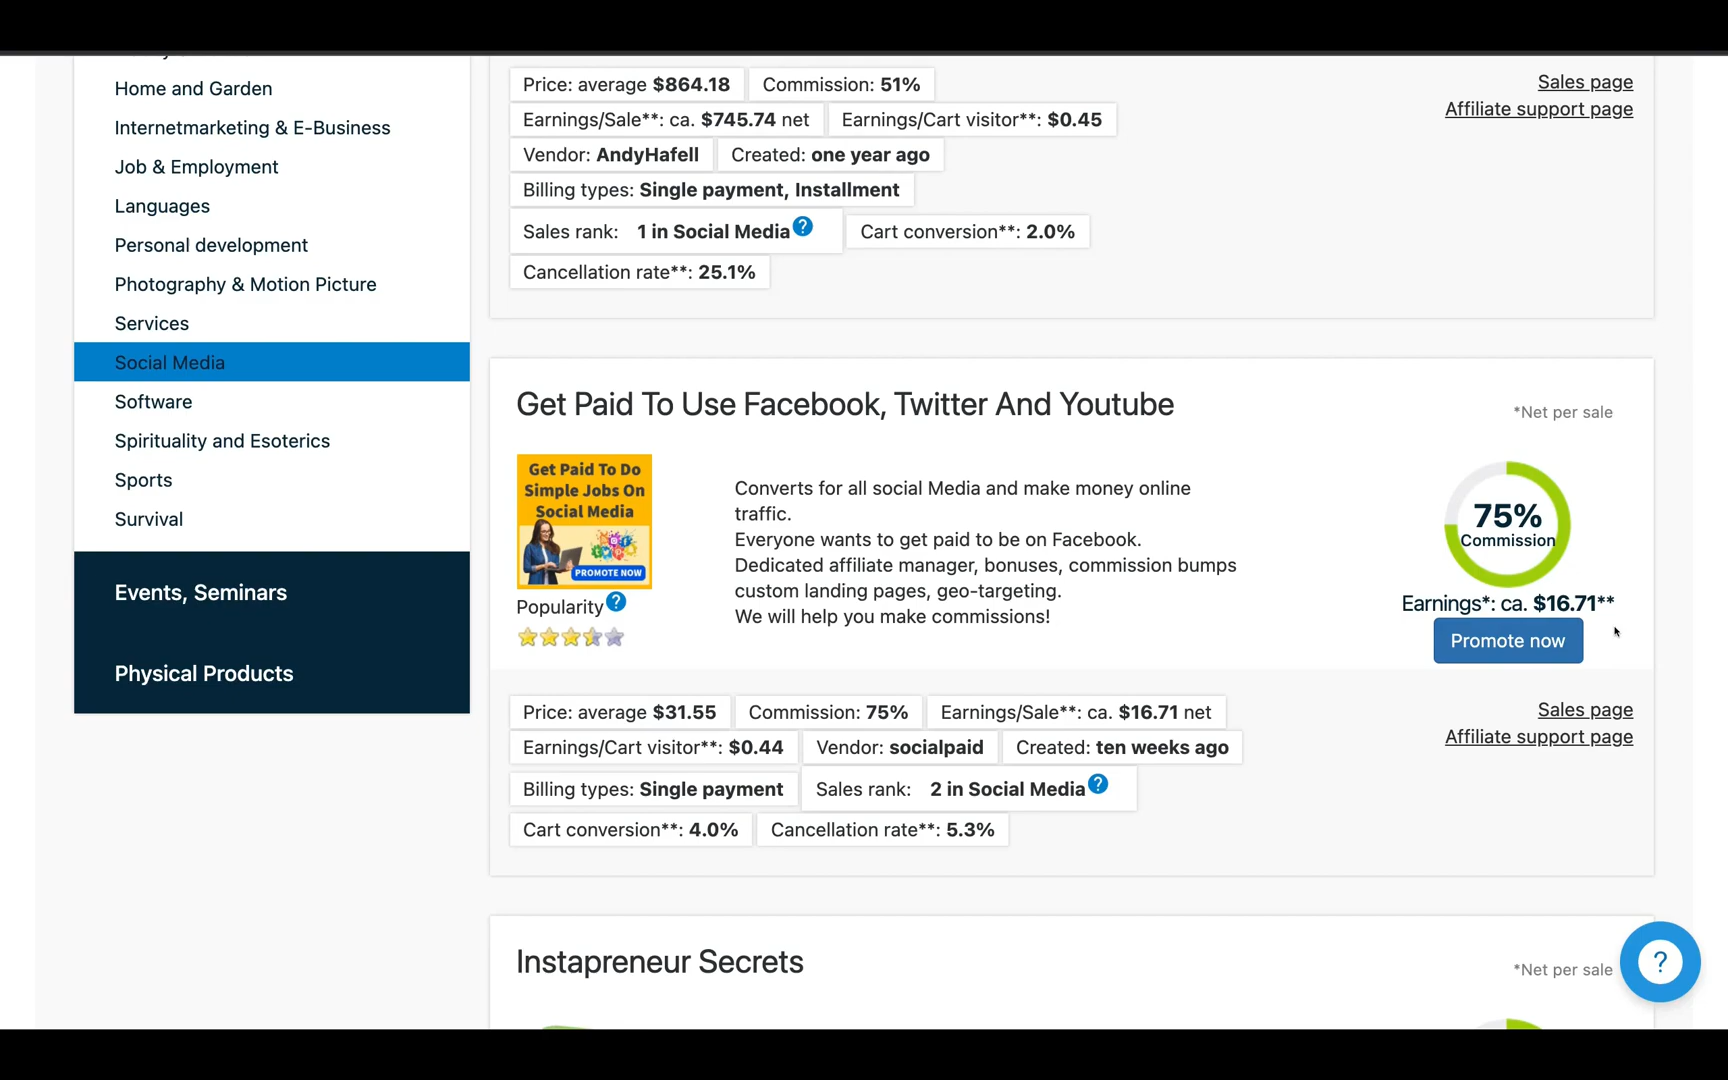 Home and Garden
Internetmarketing & E-Business
Job & Employment
Languages
Personal development
Photography & Motion Picture
Services
Social Media
Software
Spirituality and Esoterics
Sports
Survival
Events, Seminars
Physical Products
Price: average $864.18
Commission: 51%
Earnings/Sale**: ca. $745.74 net
Earnings/Cart visitor**: $0.45
Vendor: AndyHafell
Created: one year ago
Billing types: Single payment, Installment
Sales rank: 1 in Social Media ?
Cart conversion**: 2.0%
Cancellation rate**: 25.1%
Sales page
Affiliate support page
Get Paid To Use Facebook, Twitter And Youtube
*Net per sale
Get Paid To Do
Simple Jobs On
Social Media
PROMOTE NOW
Popularity ?
Converts for all social Media and make money online
traffic.
Everyone wants to get paid to be on Facebook.
Dedicated affiliate manager, bonuses, commission bumps
custom landing pages, geo-targeting.
We will help you make commissions!
75%
Commission
Earnings*: ca. $16.71**
Promote now
Price: average $31.55
Commission: 75%
Earnings/Sale**: ca. $16.71 net
Earnings/Cart visitor**: $0.44
Vendor: socialpaid
Created: ten weeks ago
Billing types: Single payment
Sales rank: 2 in Social Media ?
Cart conversion**: 4.0%
Cancellation rate**: 5.3%
Sales page
Affiliate support page
Instapreneur Secrets
*Net per sale
?